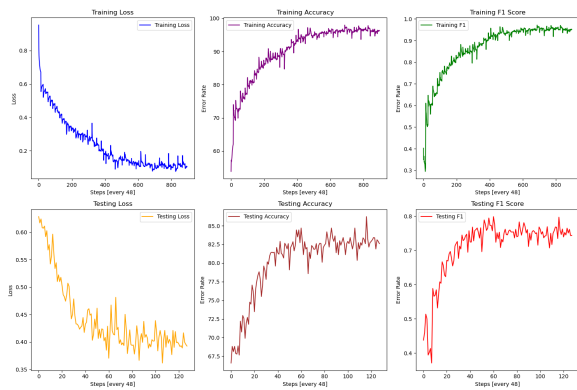 Training Loss
Training Loss
Loss
0.8
0.6
0.4
0.2
0 200 400 600 800
Steps [every 48]
Training Accuracy
Training Accuracy
Error Rate
100
90
80
70
60
0 200 400 600 800
Steps [every 48]
Training F1 Score
Training F1
Error Rate
1.0
0.9
0.8
0.7
0.6
0.5
0.4
0.3
0 200 400 600 800
Steps [every 48]
Testing Loss
Testing Loss
Loss
0.60
0.55
0.50
0.45
0.40
0.35
0 20 40 60 80 100 120
Steps [every 48]
Testing Accuracy
Testing Accuracy
Error Rate
85.0
82.5
80.0
77.5
75.0
72.5
70.0
67.5
0 20 40 60 80 100 120
Steps [every 48]
Testing F1 Score
Testing F1
Error Rate
0.8
0.7
0.6
0.5
0.4
0 20 40 60 80 100 120
Steps [every 48]